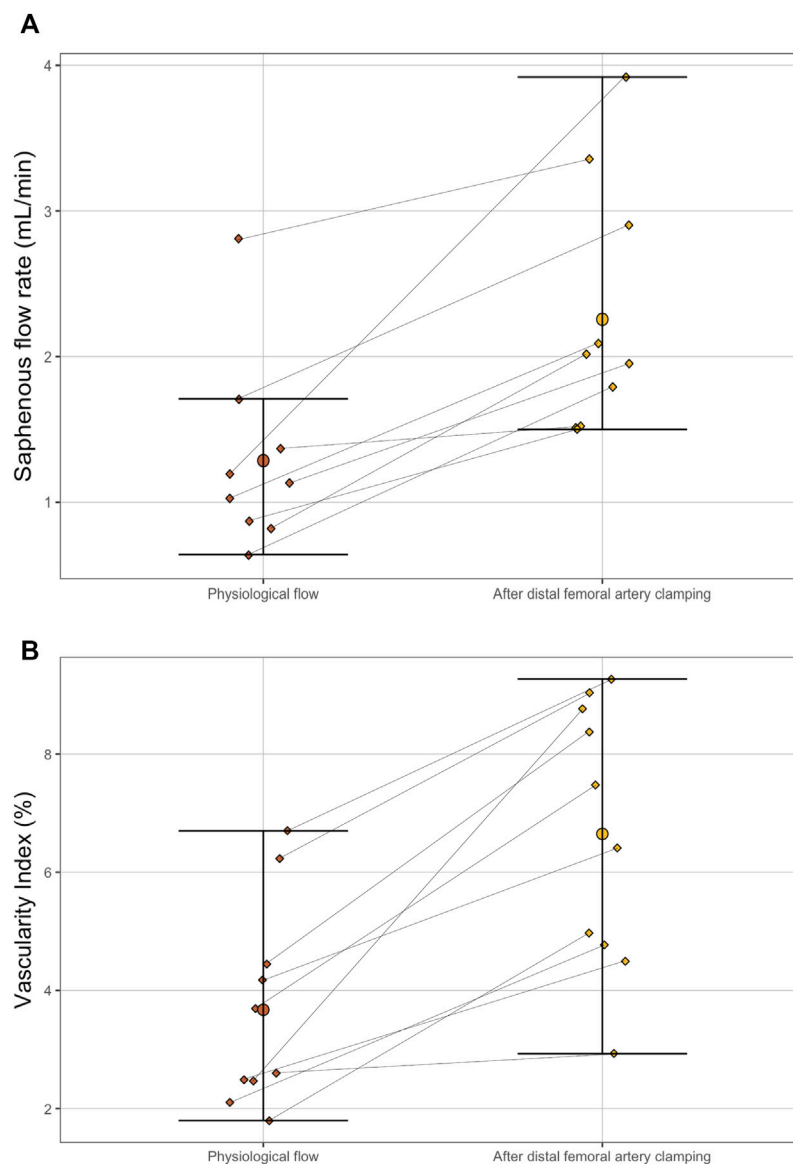 A
Saphenous flow rate (mL/min)
4
3
2
1
Physiological flow
After distal femoral artery clamping
B
Vascularity Index (%)
8
6
4
2
Physiological flow
After distal femoral artery clamping